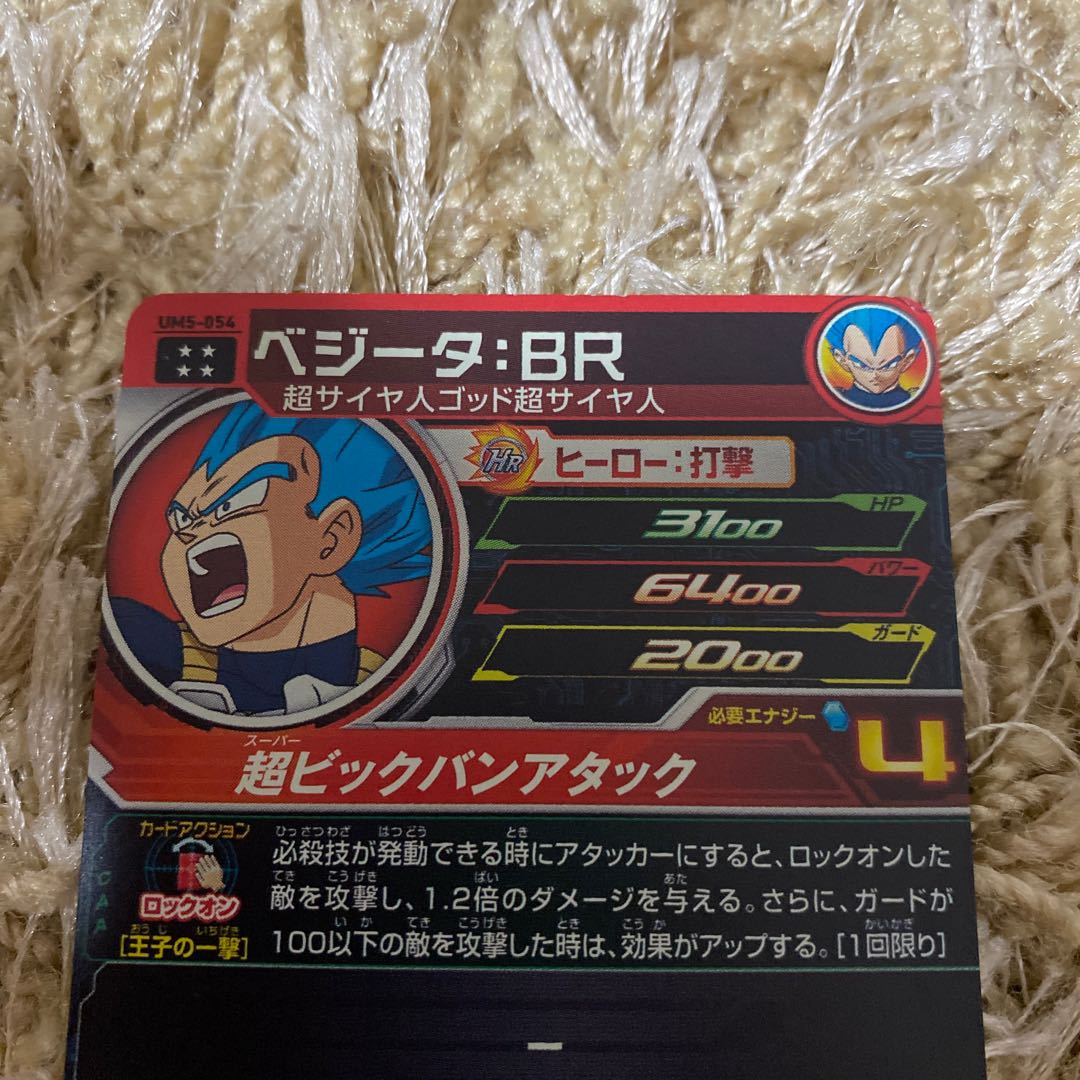 UM5-054
ベジータ:BR
超サイヤ人ゴッド超サイヤ人
HR
ヒーロー:打撃
HP
3100
パワー
6400
ガード
2000
必要エナジー
4
スーパー
超ビックバンアタック
カードアクション
ロックオン
[王子の一撃]
おうじ いちげき
ひっさつわざ はつどう とき
必殺技が発動できる時にアタッカーにすると、ロックオンした
てき こうげき ばい あた
敵を攻撃し、1.2倍のダメージを与える。さらに、ガードが
いか てき こうげき とき こうか かいかぎ
100以下の敵を攻撃した時は、効果がアップする。[1回限り]
CAA